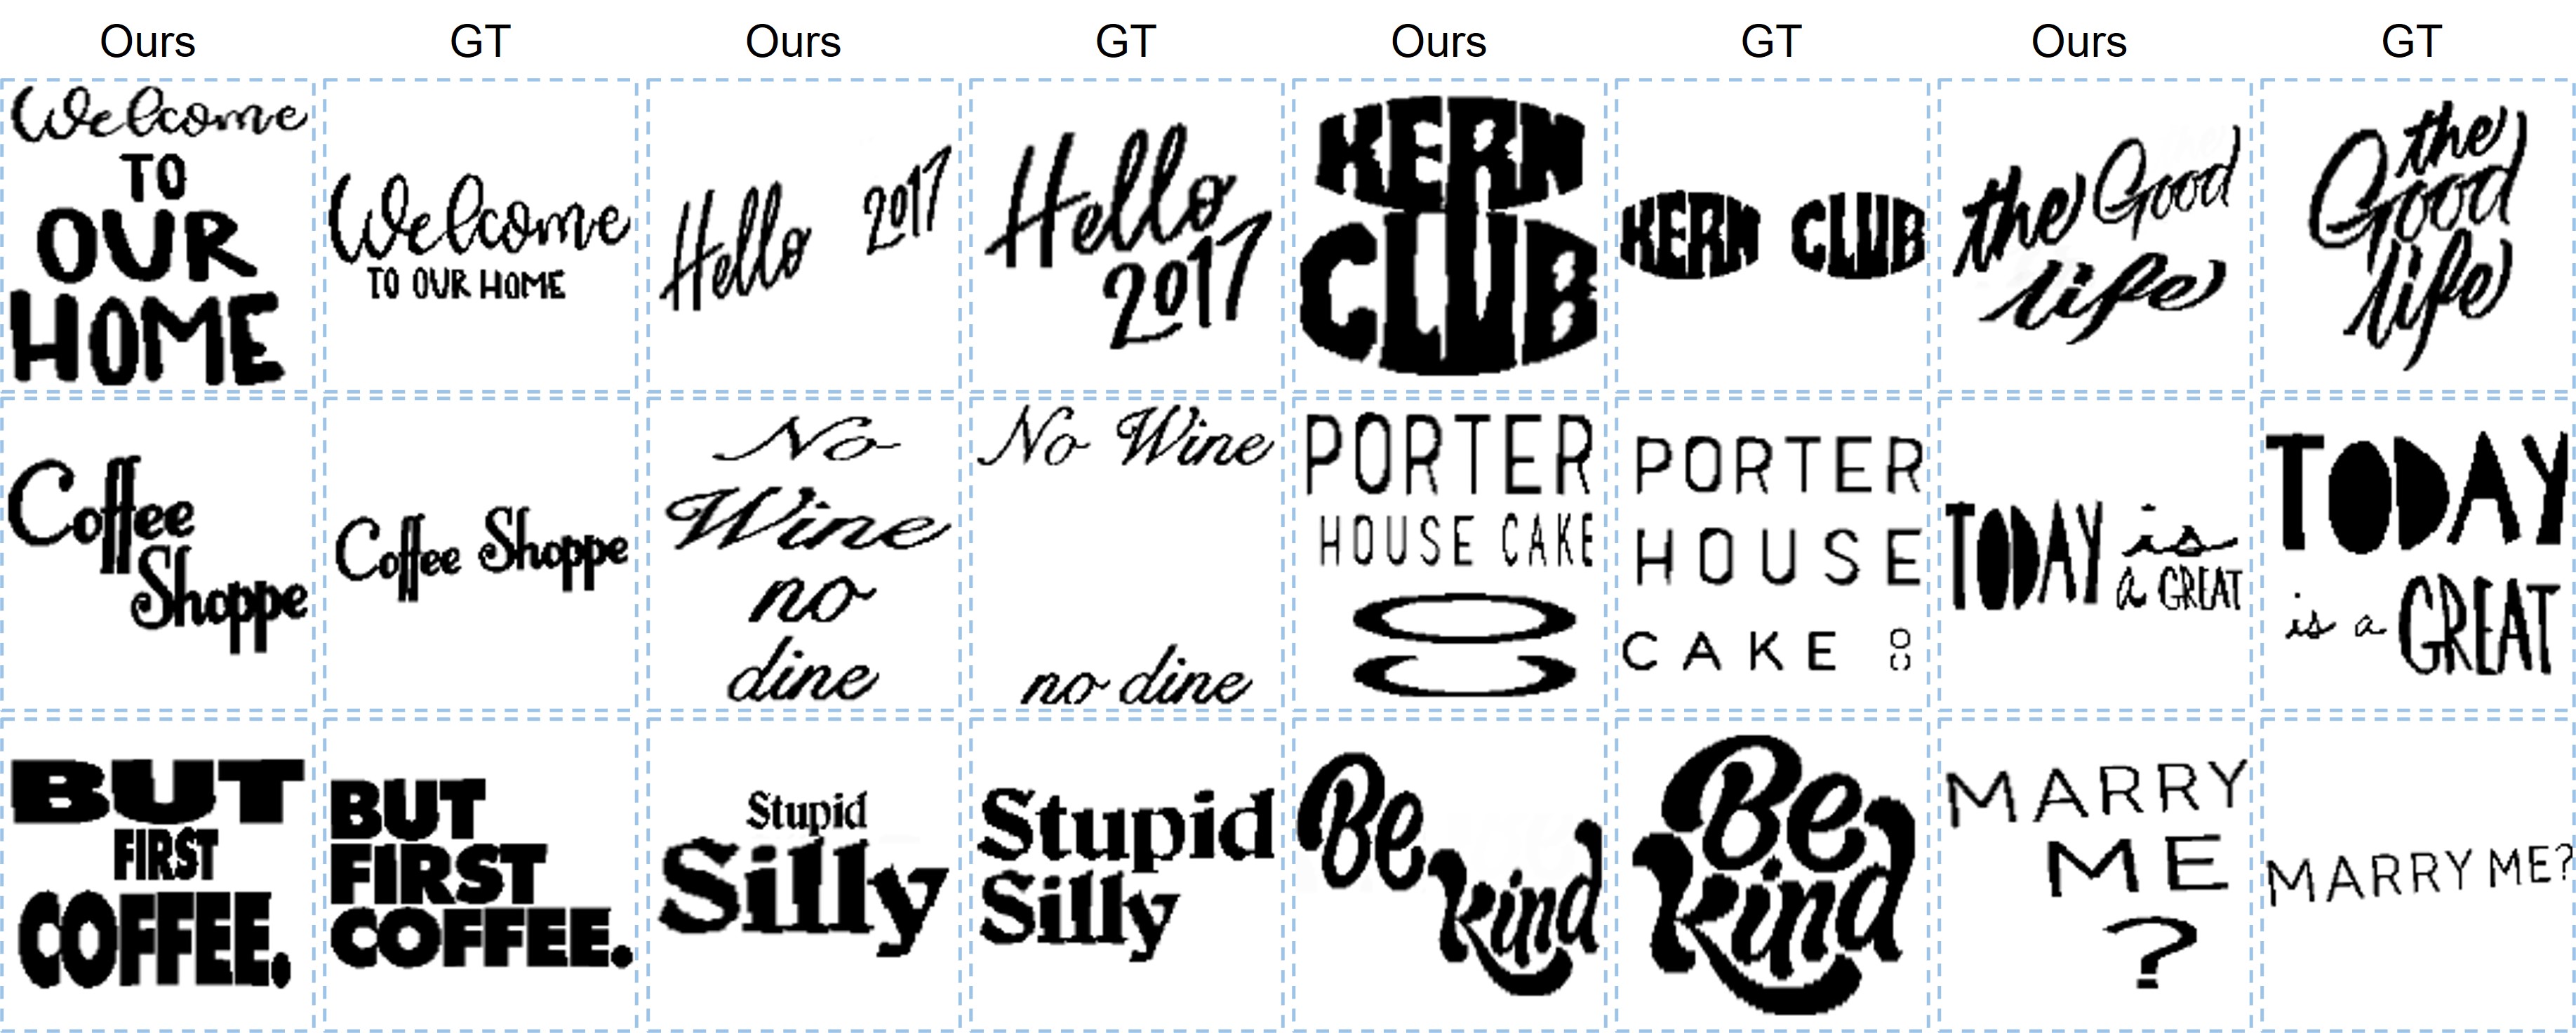 Ours GT Ours GT Ours GT Ours GT
Welcome
TO
OUR
HOME
Welcome
TO OUR HOME
Hello 2017
Hello
2017
KERN
CLUB
KERN CLUB
the Good
life
the
Good
life
Coffee
Shoppe
Coffee Shoppe
No
Wine
no
dine
No Wine
no dine
PORTER
HOUSE CAKE
8
PORTER
HOUSE
CAKE 8
TODAY is
a GREAT
TODAY
is a GREAT
BUT
FIRST
COFFEE.
BUT
FIRST
COFFEE.
Stupid
Silly
Stupid
Silly
Be
kind
Be
kind
MARRY
ME
?
MARRY ME?